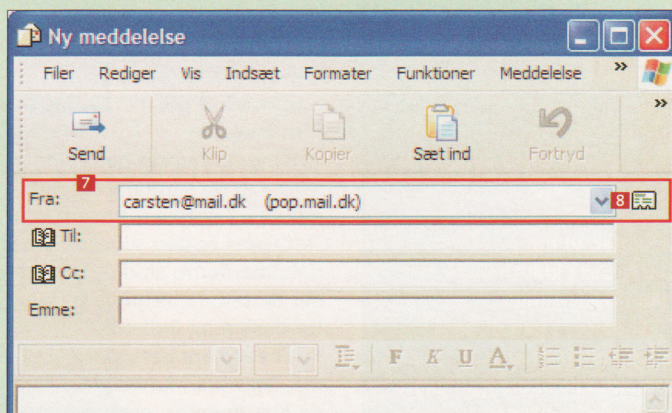 Ny meddelelse
Filer Rediger Vis Indsæt Formater Funktioner Meddelelse »
Send Klip Kopier Sæt ind Fortryd »
7
Fra: carsten@mail.dk (pop.mail.dk) 8
Til:
Cc:
Emne:
F K U A